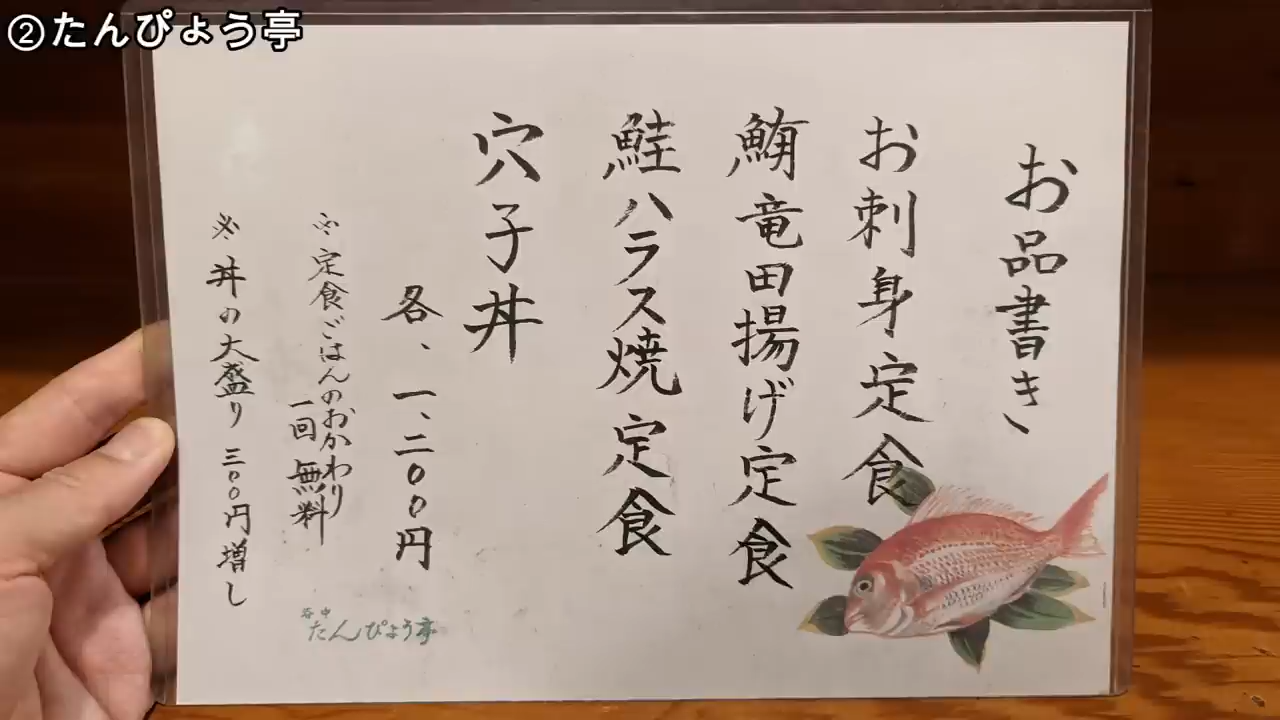 ②たんぴょう亭
お品書き
お刺身定食
鮪竜田揚げ定食
鮭ハラス焼定食
穴子丼
各、一、二〇〇円
※定食ごはんのおかわり
一回無料
※丼の大盛り 三〇〇円増し
谷中
たんぴょう亭